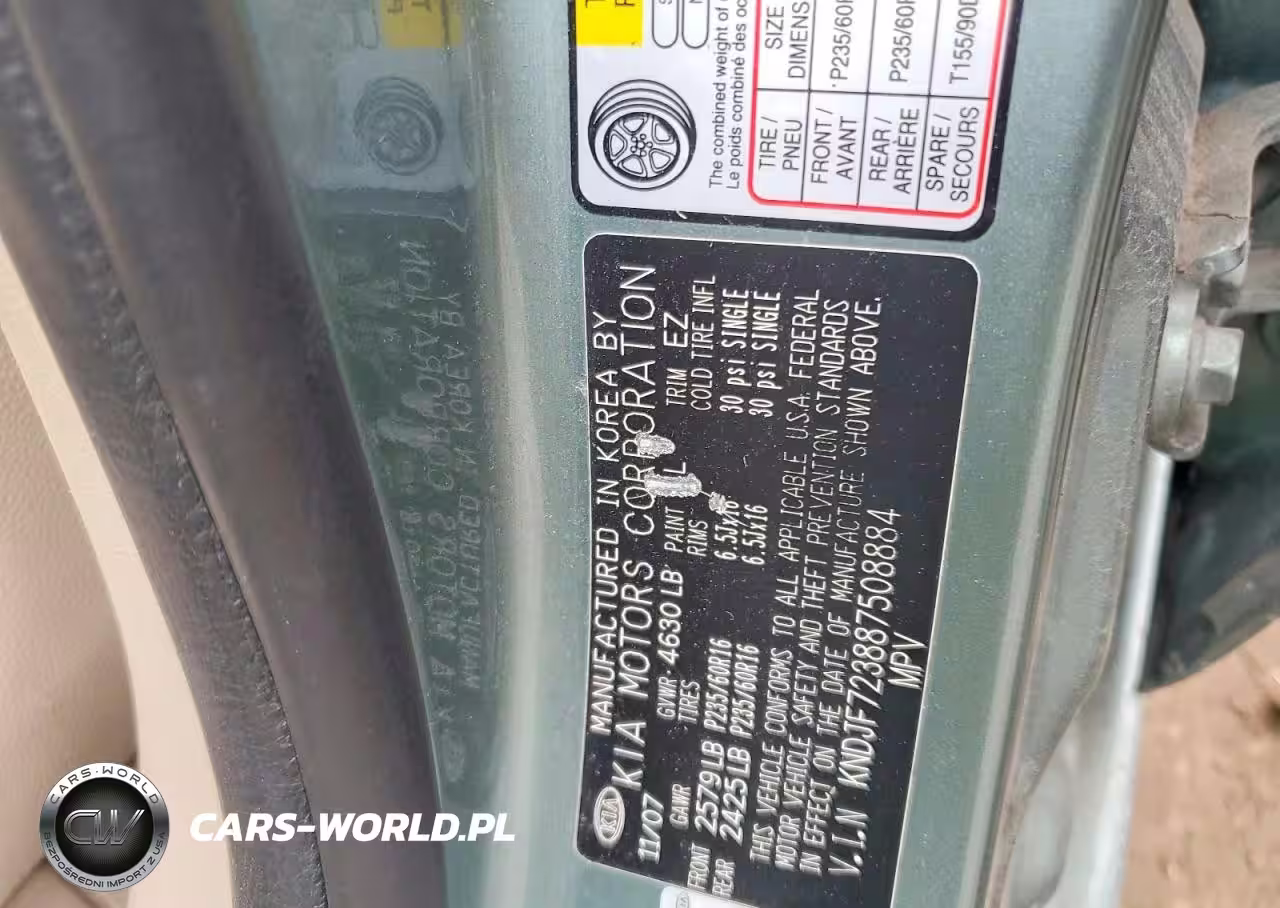 The combined weight of
Le poids combiné des oc
TIRE / PNEU
SIZE DIMENS
FRONT / AVANT
P235/60R
REAR / ARRIÈRE
P235/60R
SPARE / SECOURS
T155/90D
KIA
MANUFACTURED IN KOREA BY
KIA MOTORS CORPORATION
11/07 GVWR 4630 LB PAINT L TRIM EZ
GAWR TIRES RIMS COLD TIRE INFL
FRONT 2579LB P235/60R16 6.5Jx16 30 psi SINGLE
REAR 2425LB P235/60R16 6.5Jx16 30 psi SINGLE
THIS VEHICLE CONFORMS TO ALL APPLICABLE U.S.A. FEDERAL
MOTOR VEHICLE SAFETY AND THEFT PREVENTION STANDARDS
IN EFFECT ON THE DATE OF MANUFACTURE SHOWN ABOVE.
V.I.N KNDJF723887508884
MPV
CARS-WORLD
CW
BEZPOŚREDNI IMPORT Z USA
CARS-WORLD.PL